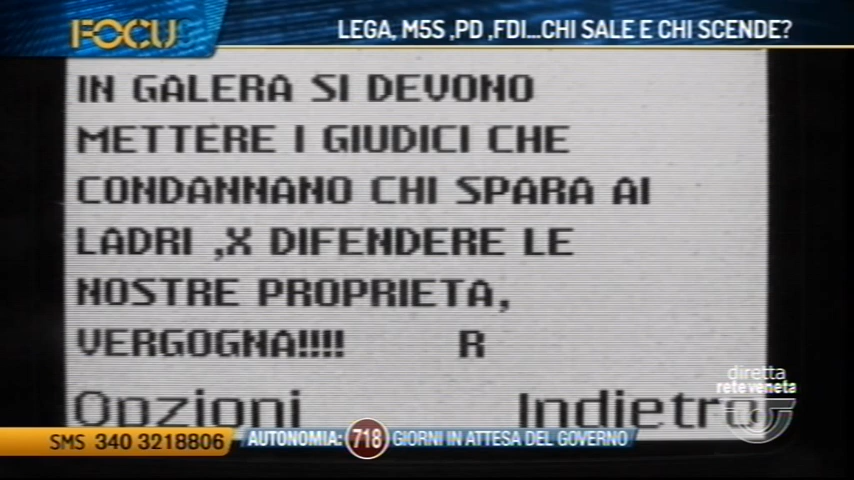 FOCUS
LEGA, M5S ,PD ,FDI...CHI SALE E CHI SCENDE?
IN GALERA SI DEVONO
METTERE I GIUDICI CHE
CONDANNANO CHI SPARA AI
LADRI ,X DIFENDERE LE
NOSTRE PROPRIETA,
VERGOGNA!!!! R
Opzioni Indietro
diretta
reteveneta
SMS 340 3218806
AUTONOMIA: 718 GIORNI IN ATTESA DEL GOVERNO